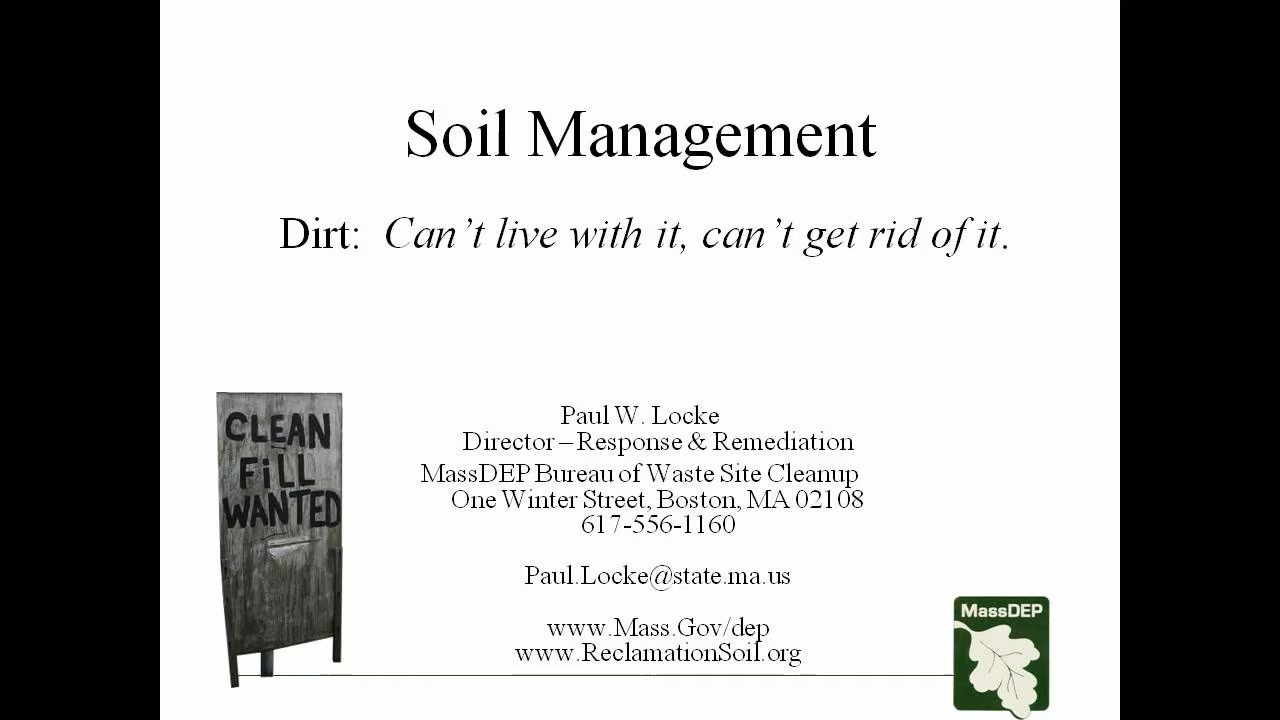 Soil Management
Dirt: Can't live with it, can't get rid of it.
CLEAN
FiLL
WANTED
Paul W. Locke
Director – Response & Remediation
MassDEP Bureau of Waste Site Cleanup
One Winter Street, Boston, MA 02108
617-556-1160
Paul.Locke@state.ma.us
www.Mass.Gov/dep
www.ReclamationSoil.org
MassDEP